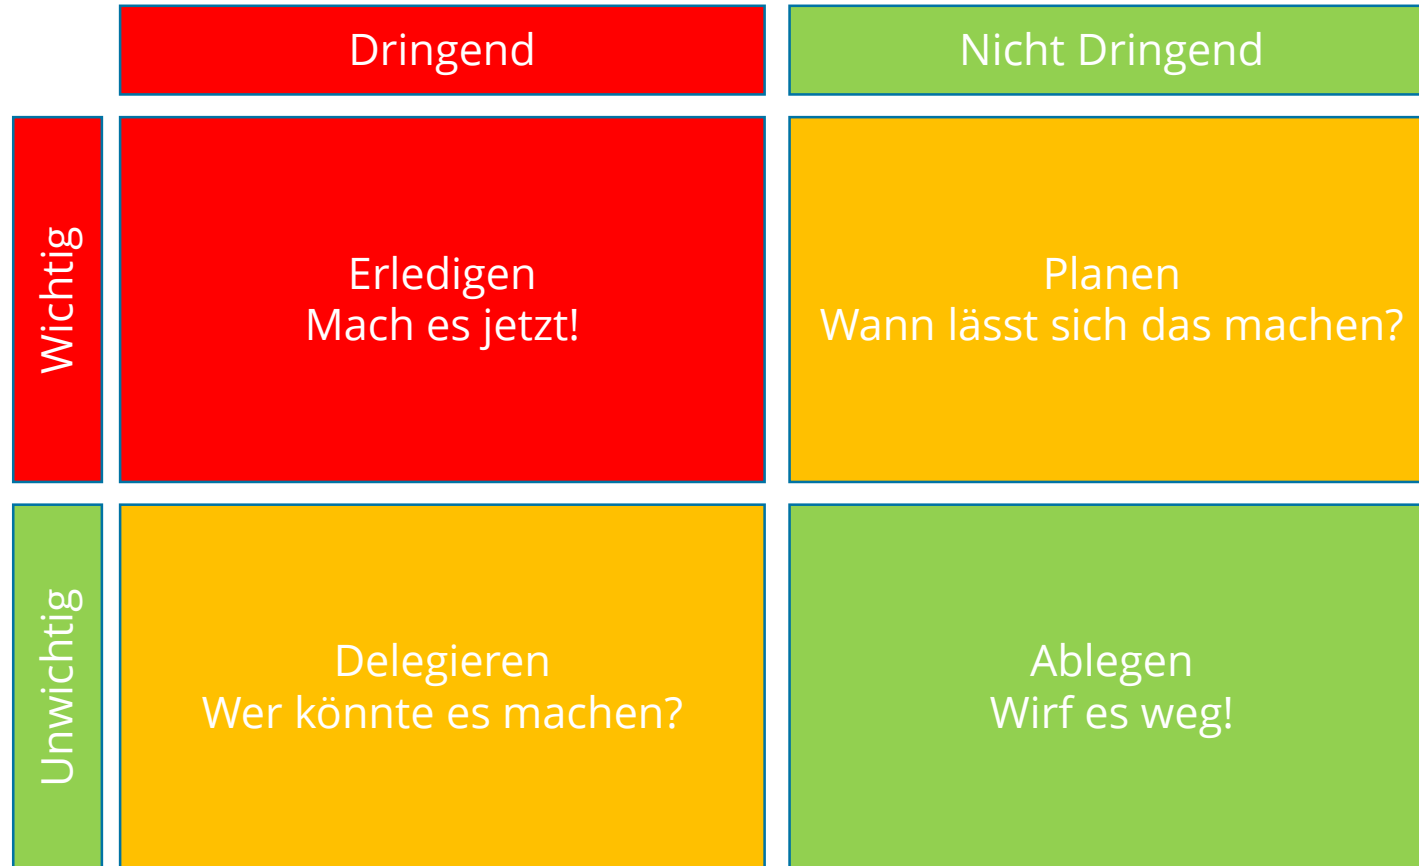 Dringend
Nicht Dringend
Wichtig
Erledigen
Mach es jetzt!
Planen
Wann lässt sich das machen?
Unwichtig
Delegieren
Wer könnte es machen?
Ablegen
Wirf es weg!